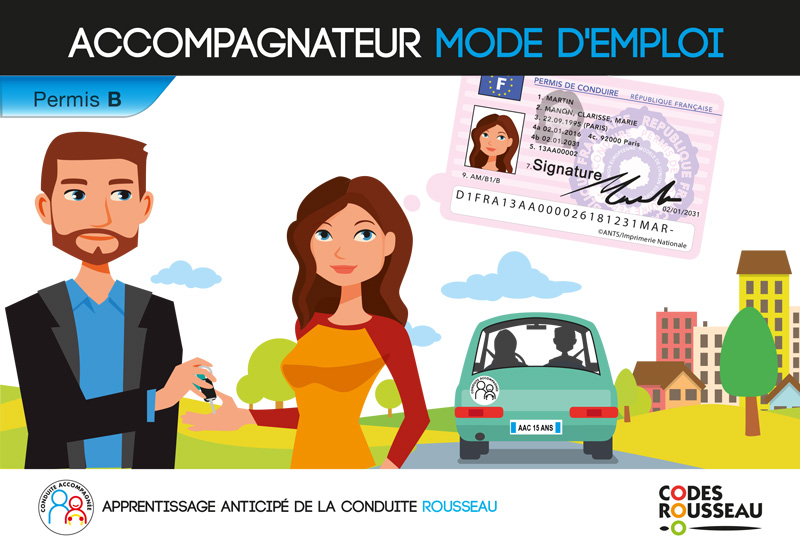 ACCOMPAGNATEUR MODE D'EMPLOI
Permis B
F
PERMIS DE CONDUIRE RÉPUBLIQUE FRANÇAISE
1. MARTIN
2. MANON, CLARISSE, MARIE
3. 22.09.1995 (PARIS)
4a 02.01.2016 4c. 92000 Paris
4b 02.01.2031
5. 13AA00002
7. Signature
9. AM/B1/B
02/01/2031
D1FRA13AA000026181231MAR-
©ANTS/Imprimerie Nationale
CONDUITE ACCOMPAGNÉE
AAC 15 ANS
CONDUITE ACCOMPAGNÉE
APPRENTISSAGE ANTICIPÉ DE LA CONDUITE ROUSSEAU
CODES
ROUSSEAU